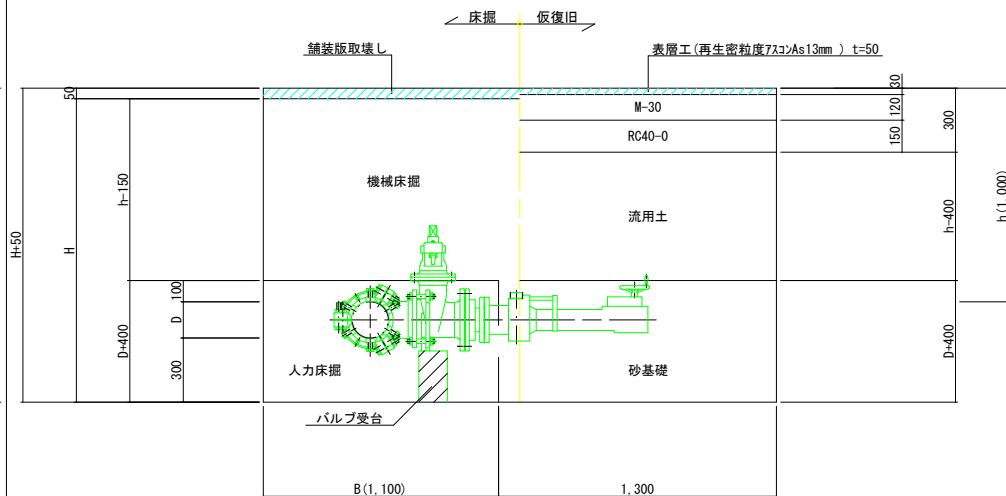 床掘
仮復旧
舗装版取壊し
表層工(再生密粒度ｱｽｺﾝAs13mm ) t=50
50
30
M-30
120
300
RC40-0
150
機械床掘
h-150
流用土
h-400
h(1,000)
H+50
H
100
D
D+400
300
D+400
人力床掘
砂基礎
バルブ受台
B(1,100)
1,300